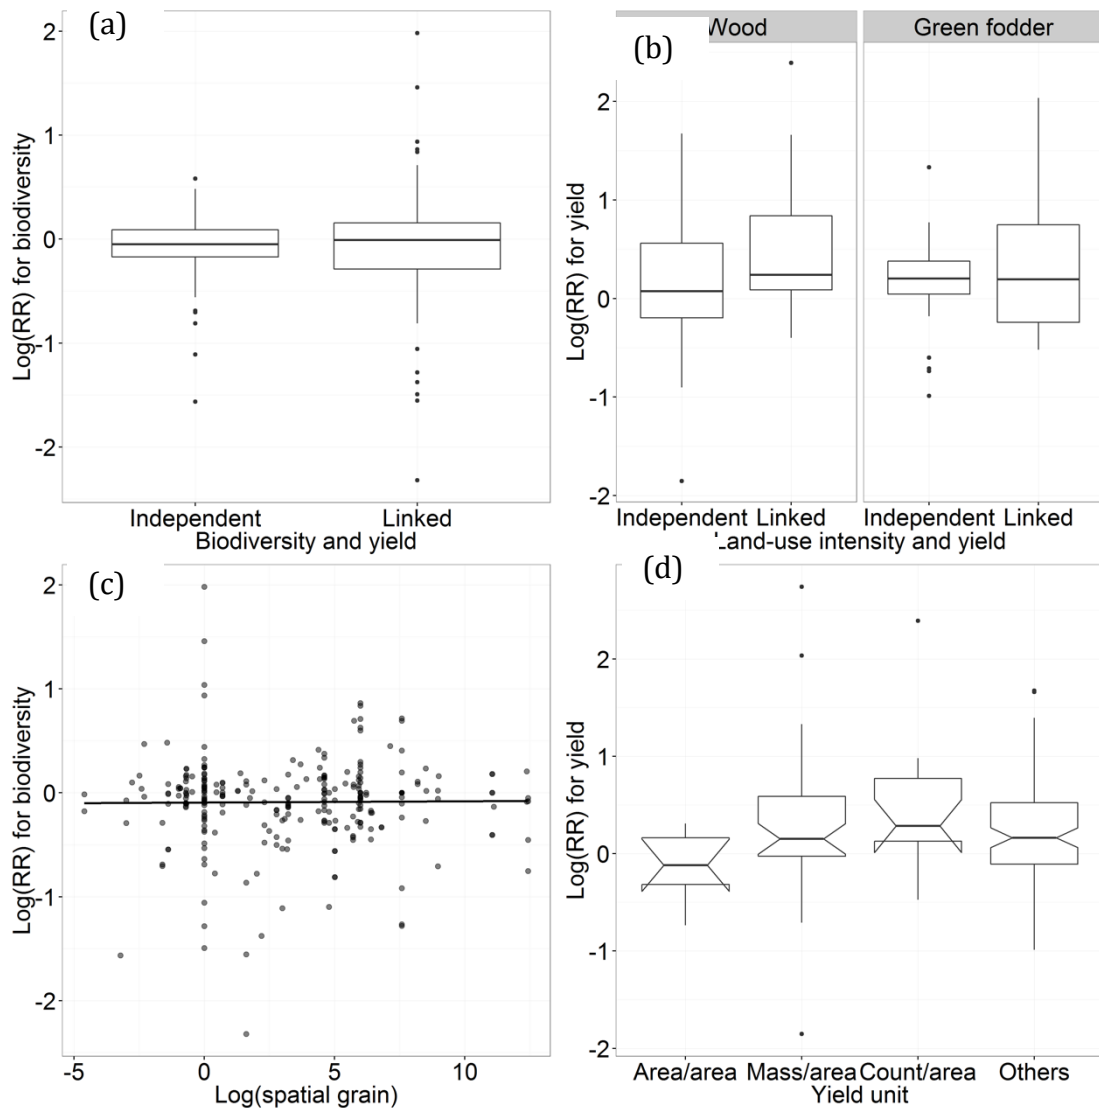 (a)
2
1
0
-1
-2
Log(RR) for biodiversity
Independent Linked
Biodiversity and yield
(b)
Wood Green fodder
2
1
0
-1
-2
Log(RR) for yield
Independent Linked Independent Linked
Land-use intensity and yield
(c)
2
1
0
-1
-2
Log(RR) for biodiversity
-5 0 5 10
Log(spatial grain)
(d)
2
1
0
-1
-2
Log(RR) for yield
Area/area Mass/area Count/area Others
Yield unit